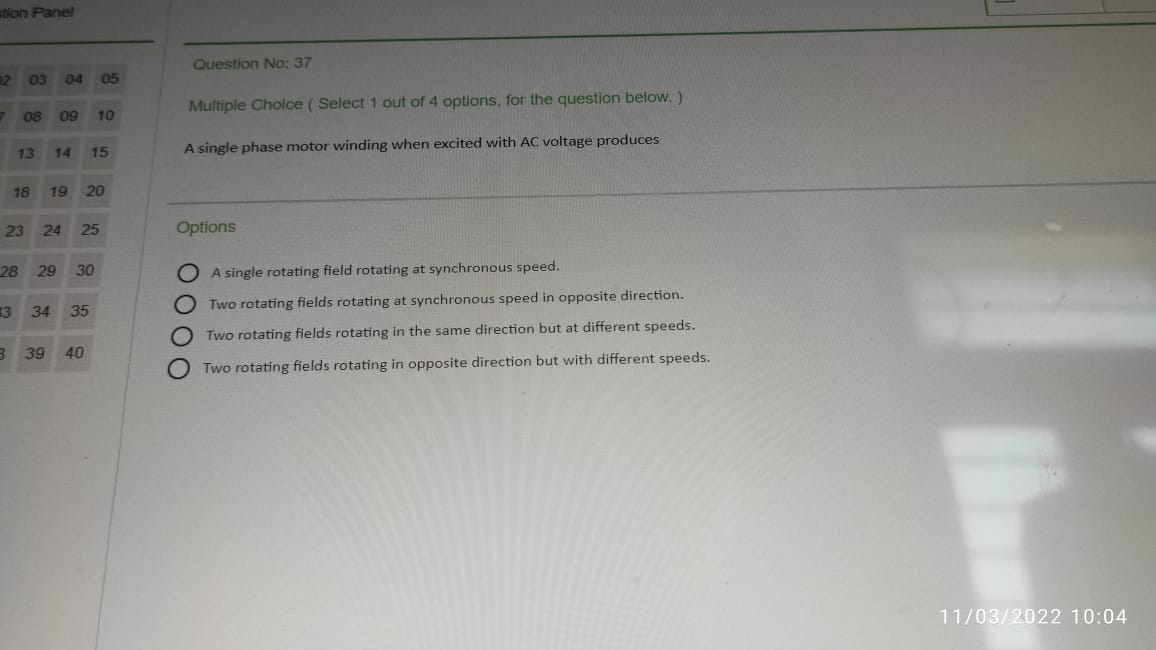 tion Panel
Question No: 37
02 03 04 05
Multiple Choice ( Select 1 out of 4 options, for the question below. )
7 08 09 10
A single phase motor winding when excited with AC voltage produces
13 14 15
18 19 20
Options
23 24 25
A single rotating field rotating at synchronous speed.
28 29 30
Two rotating fields rotating at synchronous speed in opposite direction.
33 34 35
Two rotating fields rotating in the same direction but at different speeds.
39 40
Two rotating fields rotating in opposite direction but with different speeds.
11/03/2022 10:04